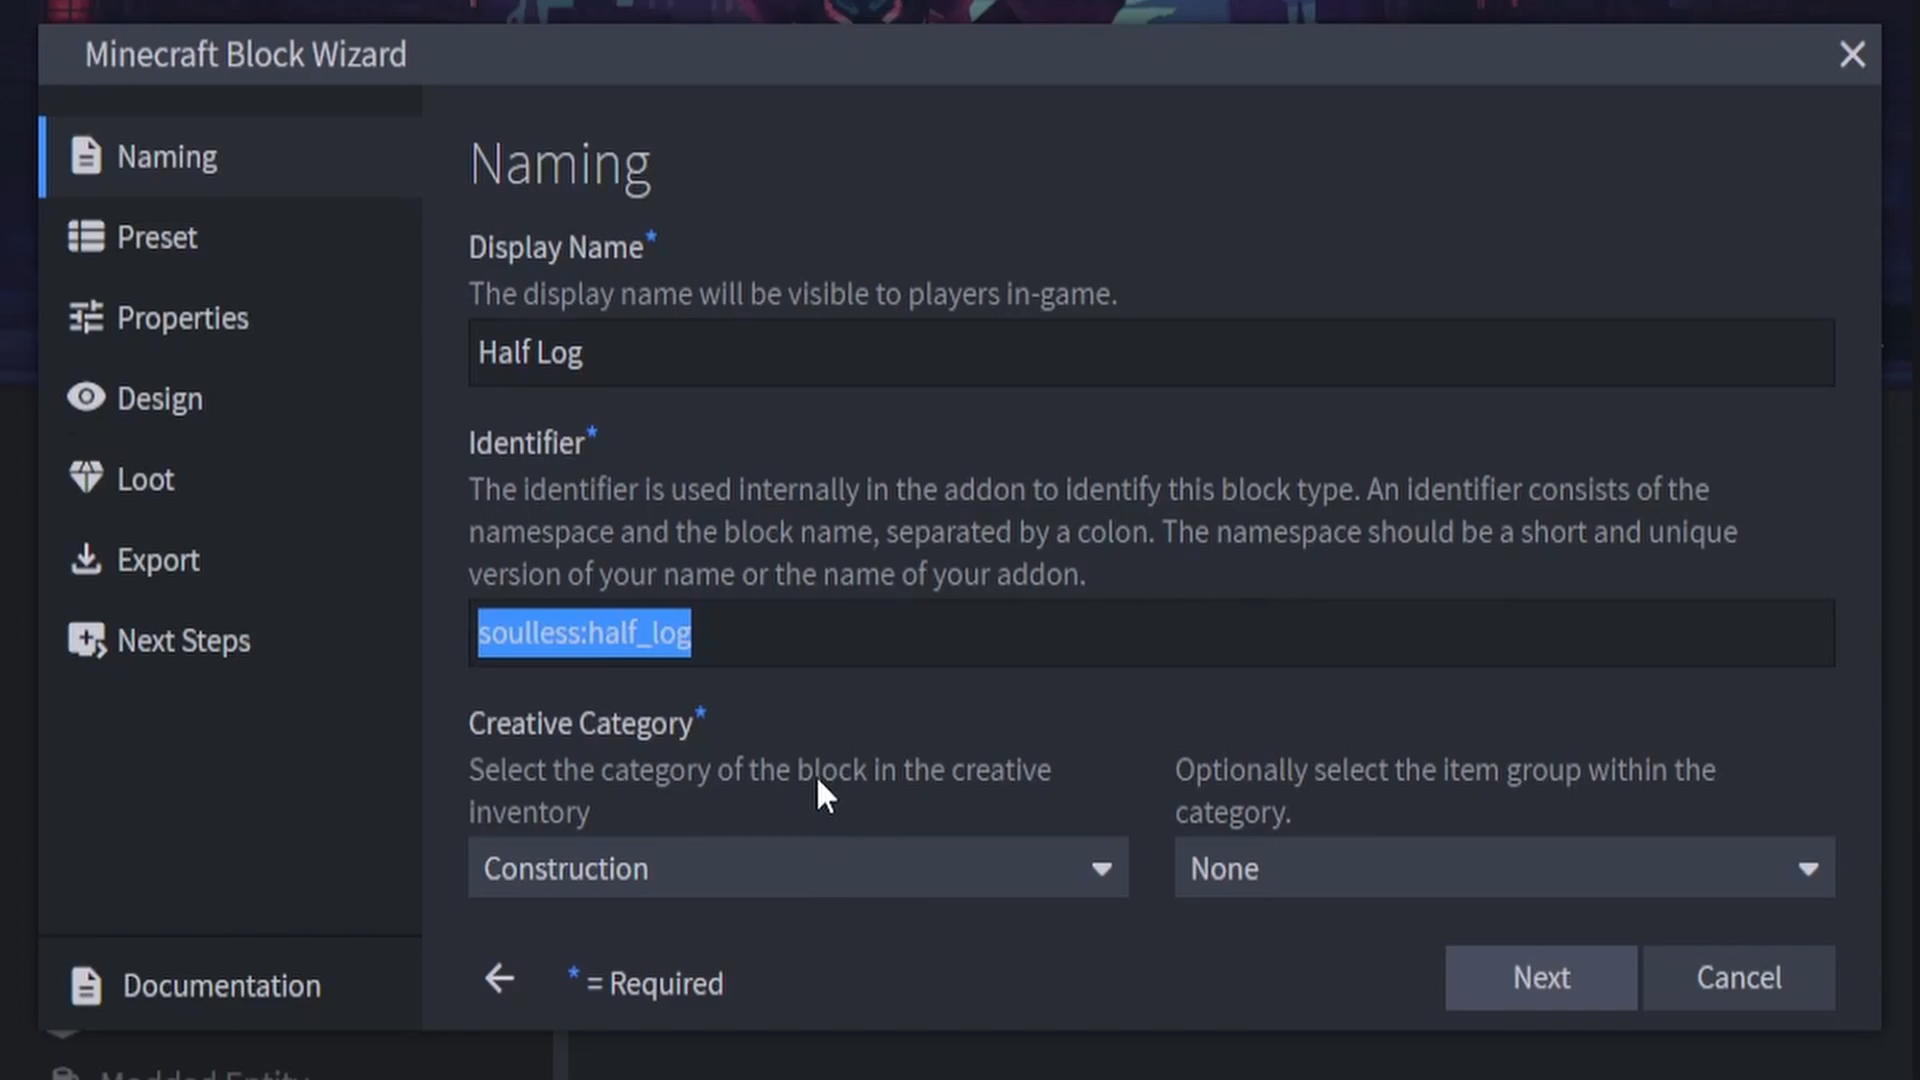 Minecraft Block Wizard
Naming
Preset
Properties
Design
Loot
Export
Next Steps
Documentation
Naming
Display Name*
The display name will be visible to players in-game.
Half Log
Identifier*
The identifier is used internally in the addon to identify this block type. An identifier consists of the
namespace and the block name, separated by a colon. The namespace should be a short and unique
version of your name or the name of your addon.
soulless:half_log
Creative Category*
Select the category of the block in the creative
inventory
Construction
Optionally select the item group within the
category.
None
* = Required
Next
Cancel
Modded Entity